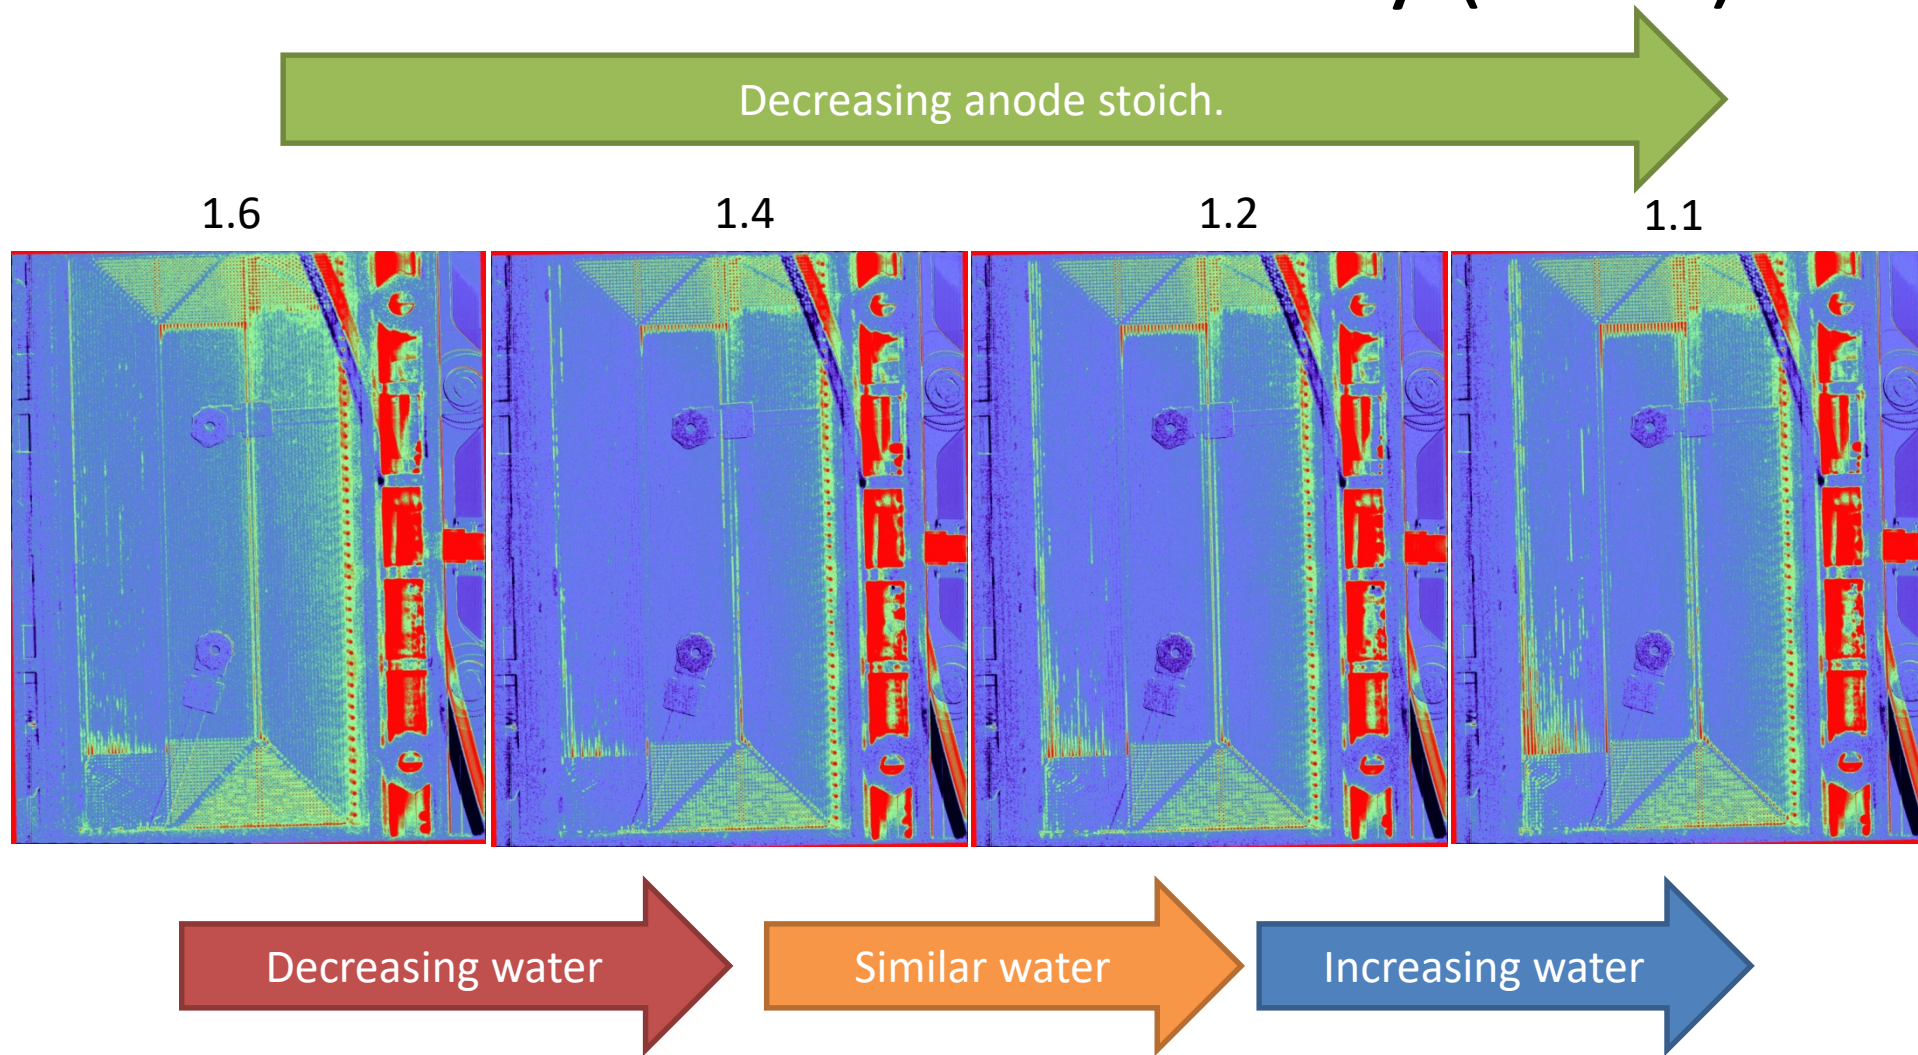 Decreasing anode stoich.
1.6
1.4
1.2
1.1
Decreasing water
Similar water
Increasing water